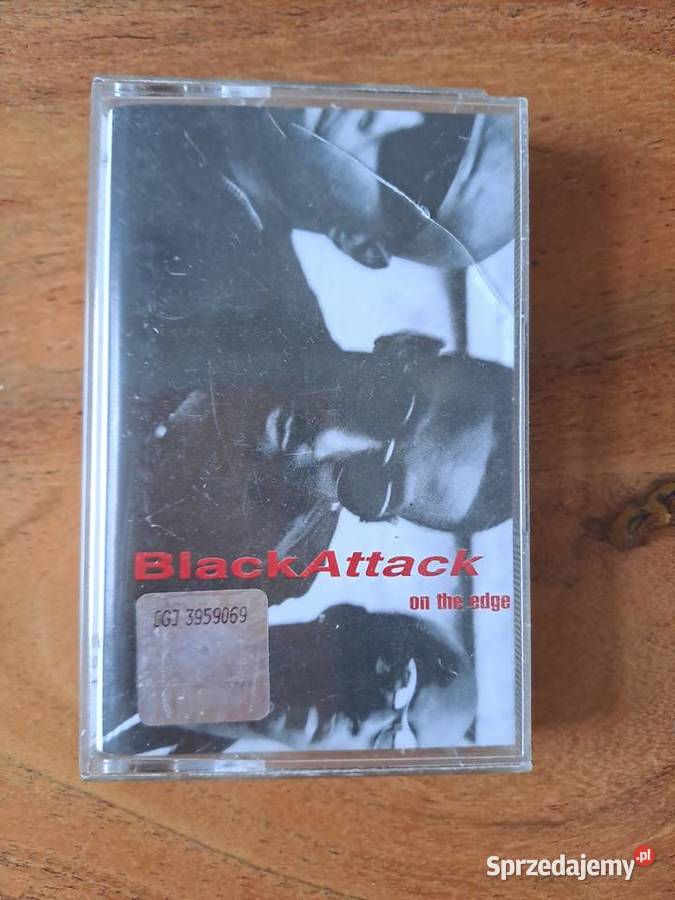 BlackAttack
on the edge
[G] 3959069
Sprzedajemy.pl